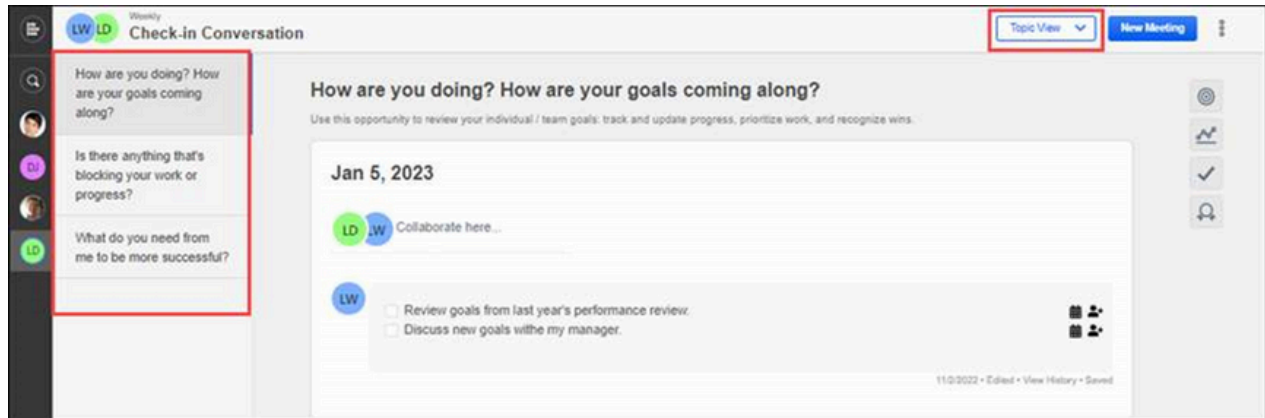 LW LD
Weekly
Check-in Conversation
Topic View
New Meeting
How are you doing? How
are your goals coming
along?
Is there anything that's
blocking your work or
progress?
What do you need from
me to be more successful?
DJ
LD
How are you doing? How are your goals coming along?
Use this opportunity to review your individual / team goals: track and update progress, prioritize work, and recognize wins.
Jan 5, 2023
LD LW Collaborate here...
LW
Review goals from last year's performance review.
Discuss new goals withe my manager.
11/2/2022 • Edited • View History • Saved